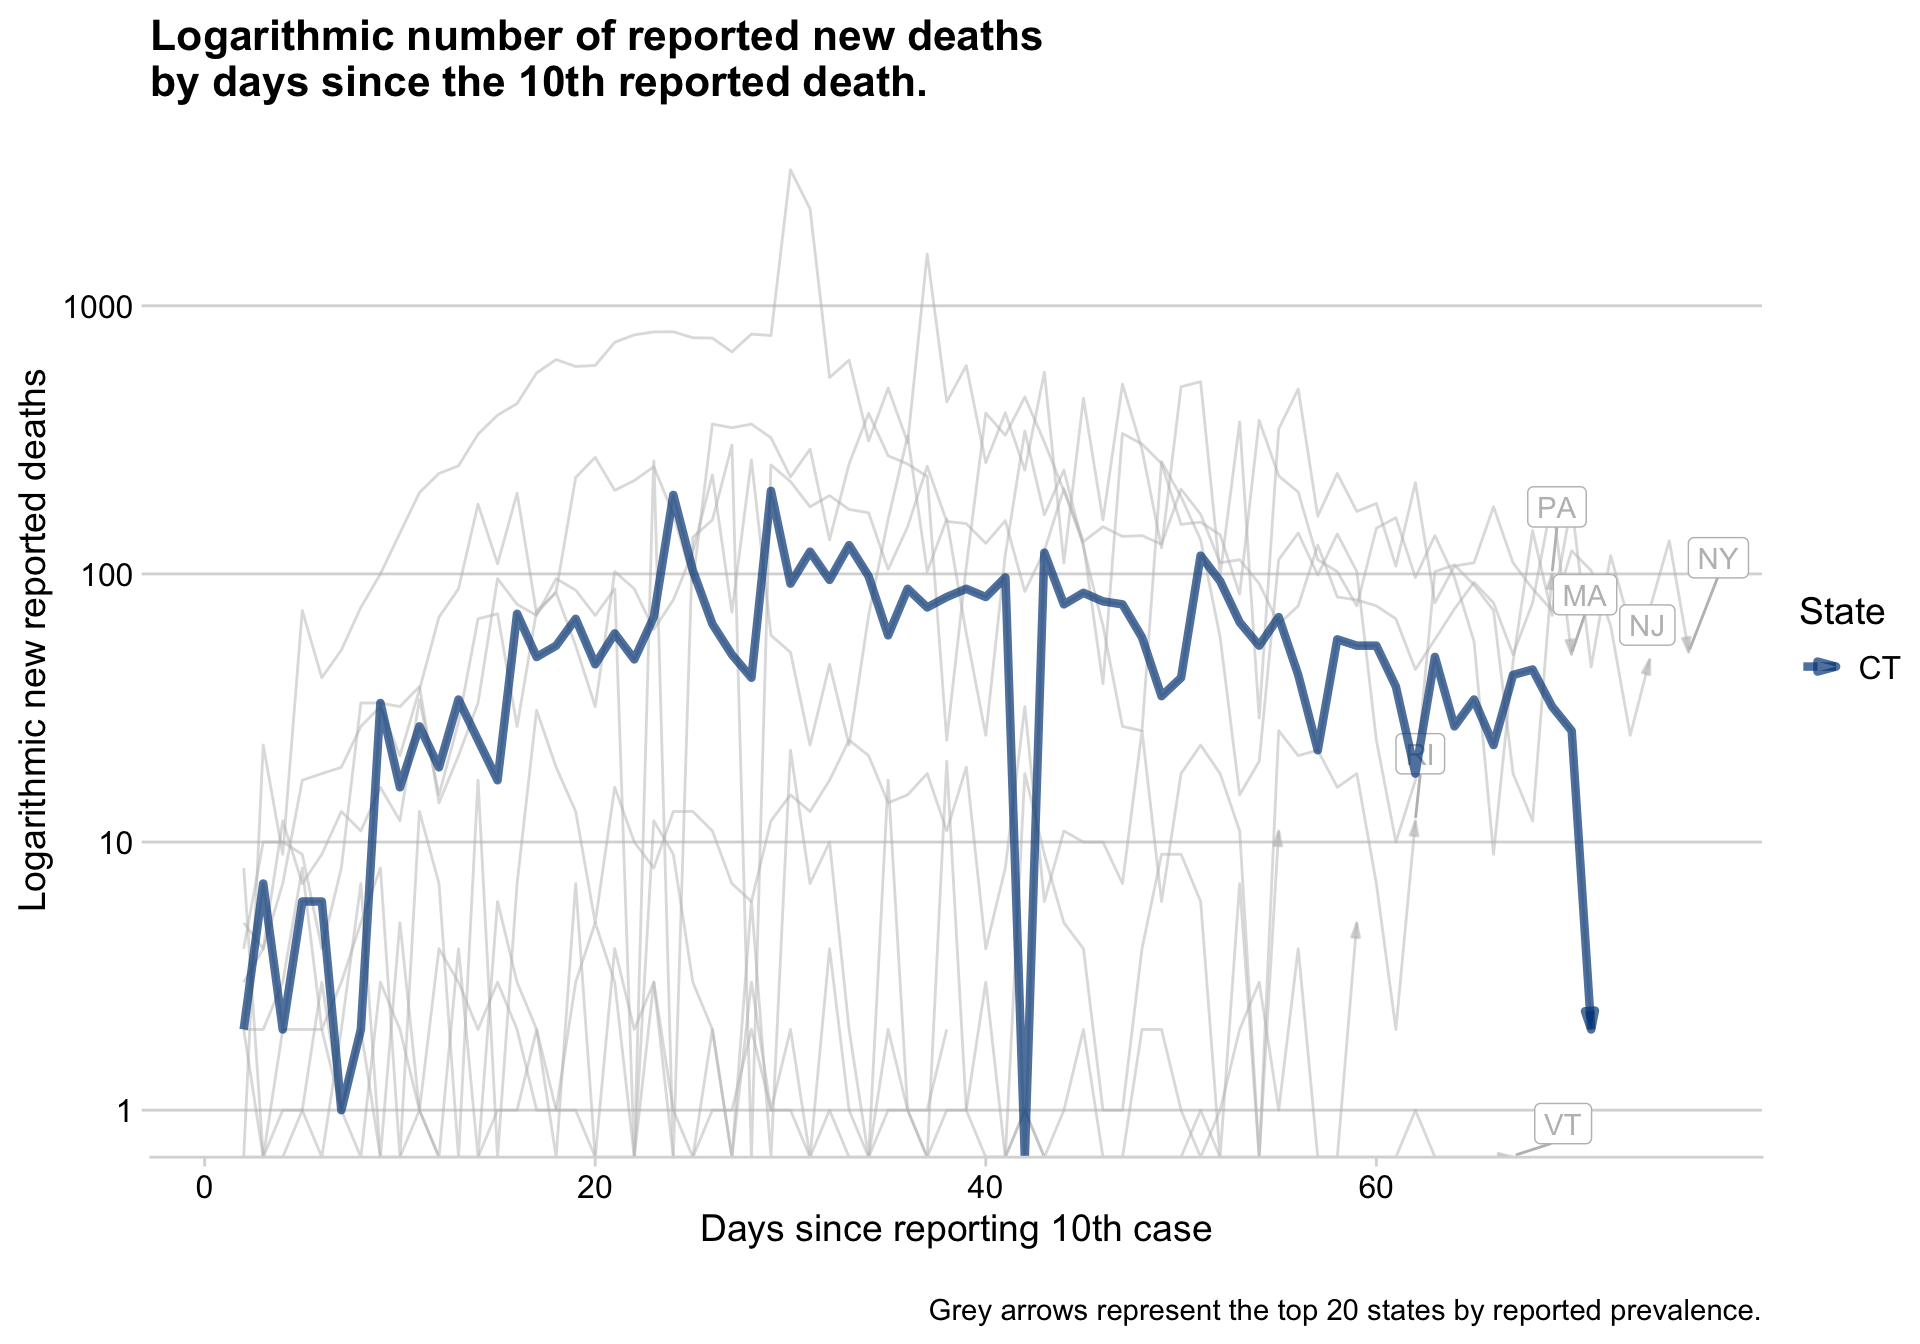 Logarithmic number of reported new deaths
by days since the 10th reported death.
Logarithmic new reported deaths
1000
100
10
1
PA
NY
MA
NJ
RI
VT
State
CT
0
20
40
60
Days since reporting 10th case
Grey arrows represent the top 20 states by reported prevalence.